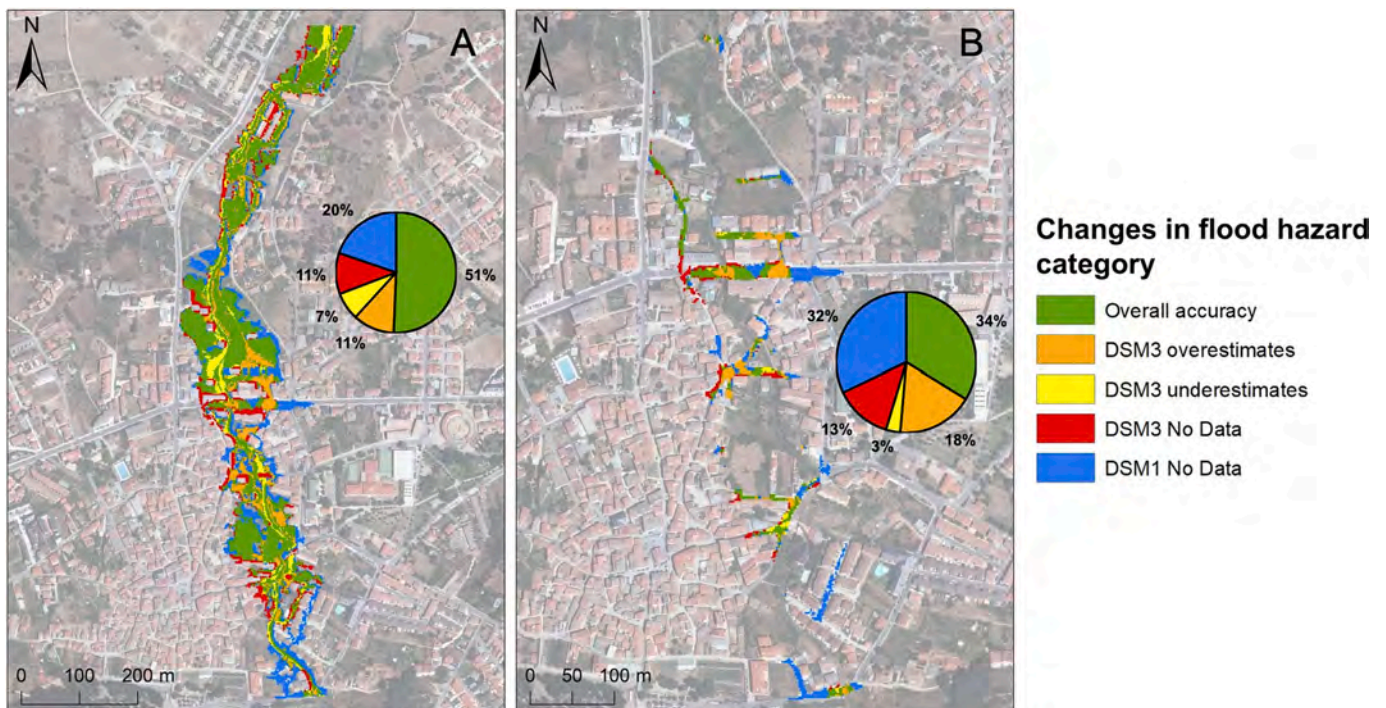 N
A
20%
51%
11%
7%
11%
0 100 200 m
N
B
32%
34%
13%
3%
18%
0 50 100 m
Changes in flood hazard
category
Overall accuracy
DSM3 overestimates
DSM3 underestimates
DSM3 No Data
DSM1 No Data